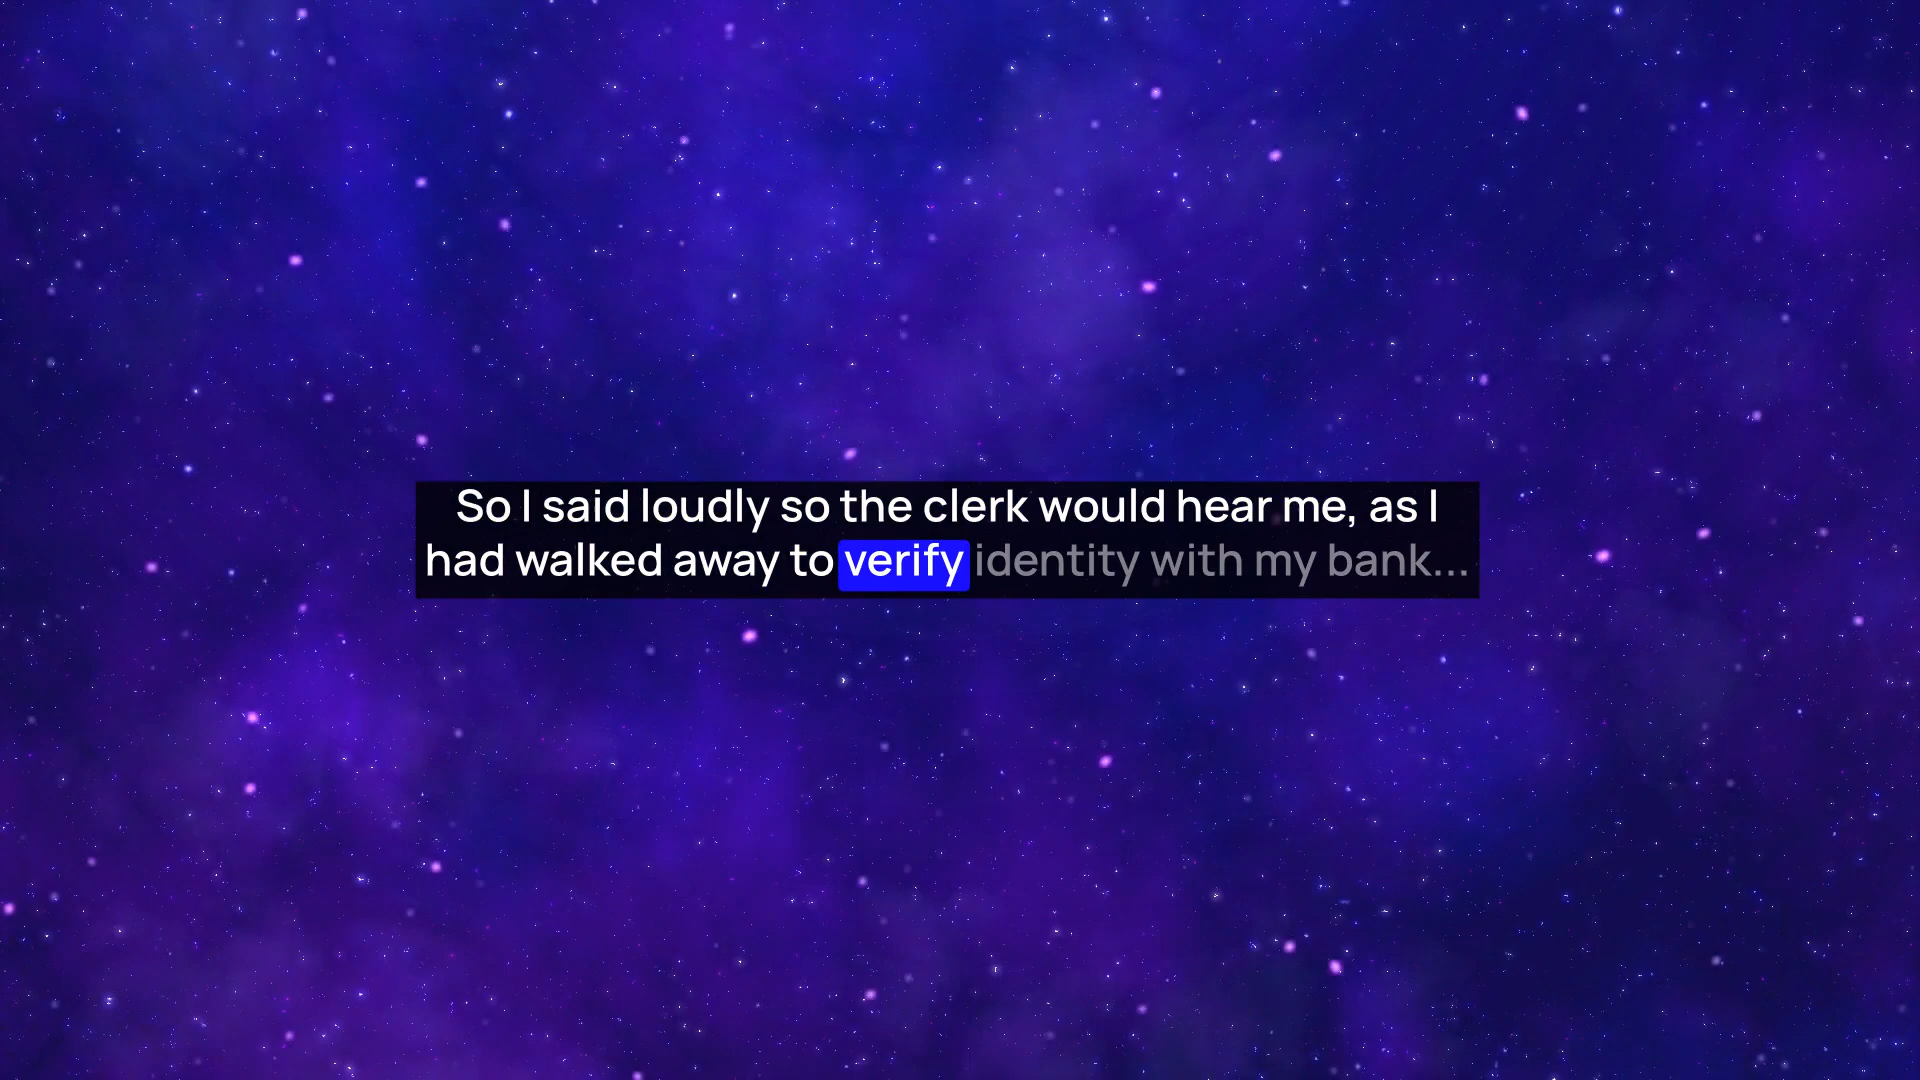 So I said loudly so the clerk would hear me, as I
had walked away to verify identity with my bank...